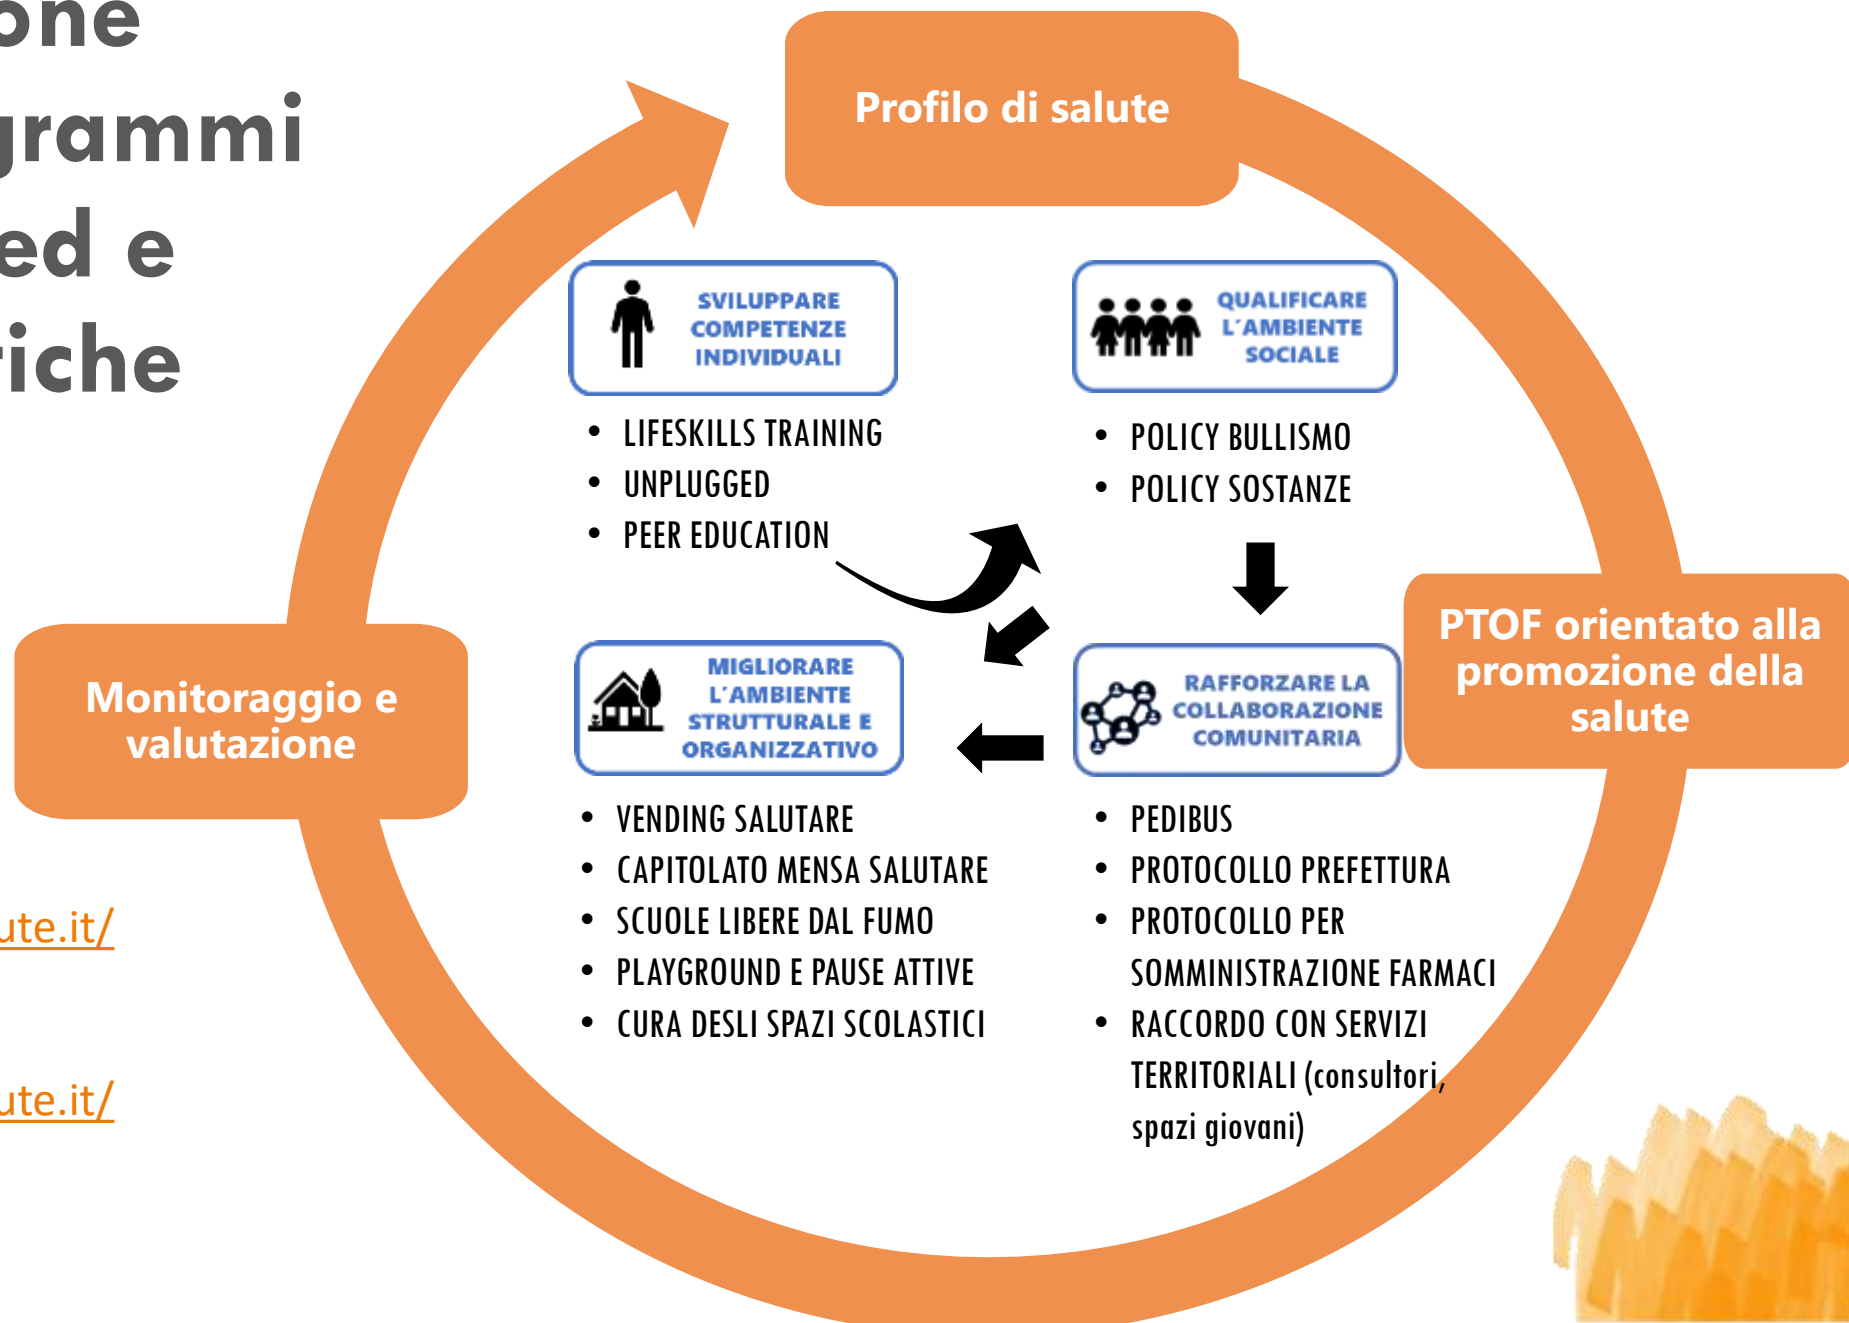 one
grammi
ed e
riche
ute.it/
ute.it/
Profilo di salute
SVILUPPARE
COMPETENZE
INDIVIDUALI
• LIFESKILLS TRAINING
• UNPLUGGED
• PEER EDUCATION
QUALIFICARE
L'AMBIENTE
SOCIALE
• POLICY BULLISMO
• POLICY SOSTANZE
PTOF orientato alla
promozione della
salute
Monitoraggio e
valutazione
MIGLIORARE
L'AMBIENTE
STRUTTURALE E
ORGANIZZATIVO
• VENDING SALUTARE
• CAPITOLATO MENSA SALUTARE
• SCUOLE LIBERE DAL FUMO
• PLAYGROUND E PAUSE ATTIVE
• CURA DESLI SPAZI SCOLASTICI
RAFFORZARE LA
COLLABORAZIONE
COMUNITARIA
• PEDIBUS
• PROTOCOLLO PREFETTURA
• PROTOCOLLO PER
SOMMINISTRAZIONE FARMACI
• RACCORDO CON SERVIZI
TERRITORIALI (consultori,
spazi giovani)